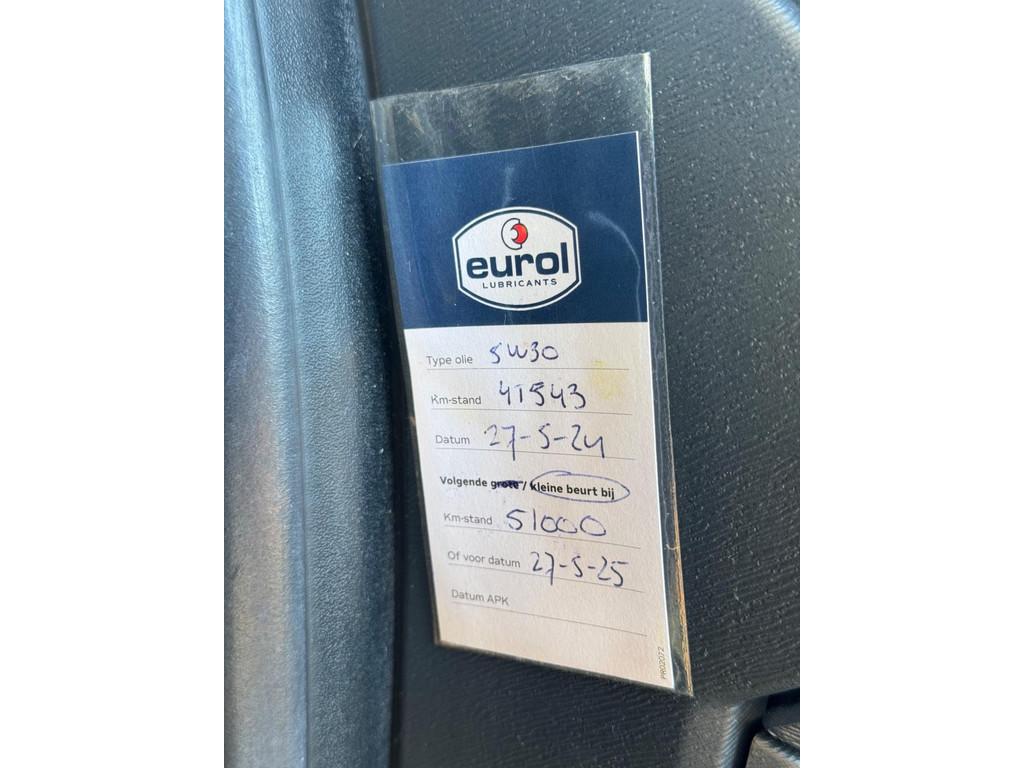 eurol
LUBRICANTS
Type olie 5W30
Km-stand 41543
Datum 27-5-24
Volgende grote / kleine beurt bij
Km-stand 51000
Of voor datum 27-5-25
Datum APK
PR02072